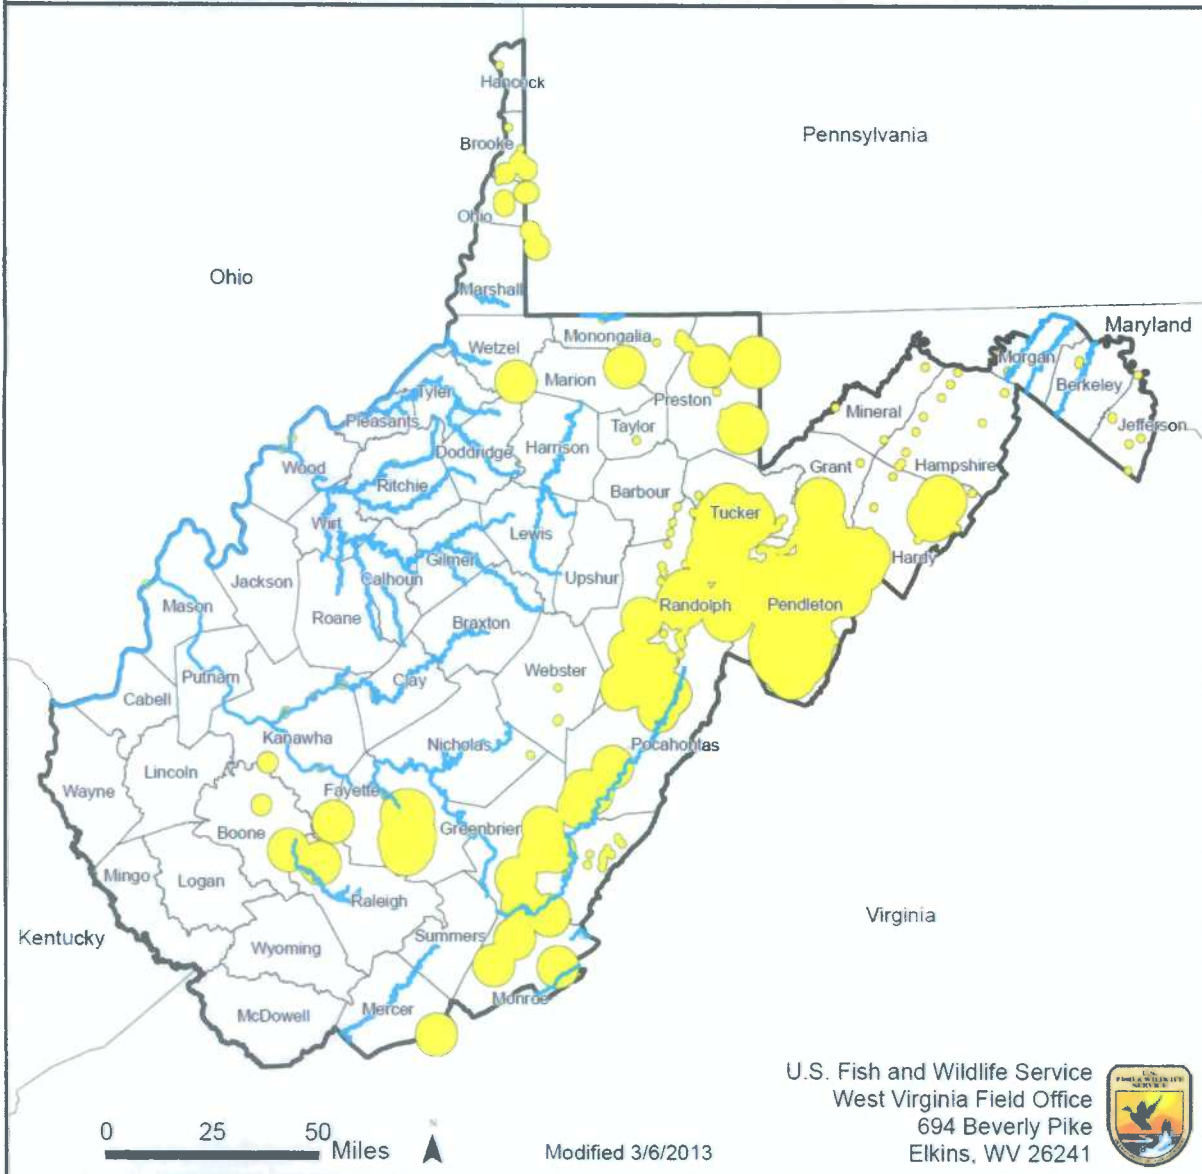 Hancock
Pennsylvania
Brooke
Ohio
Ohio
Marshall
Maryland
Monongalia
Morgan
Wetzel
Marion
Berkeley
Tyler
Preston
Mineral
Pleasants
Taylor
Jefferson
Harrison
Doddridge
Wood
Grant
Hampshire
Ritchie
Barbour
Tucker
Wirt
Lewis
Gilmer
Hardy
Jackson
Calhoun
Upshur
Mason
Roane
Randolph
Pendleton
Braxton
Webster
Putnam
Clay
Cabell
Kanawha
Nicholas
Pocahontas
Lincoln
Wayne
Fayette
Boone
Greenbrier
Mingo
Logan
Raleigh
Virginia
Kentucky
Summers
Wyoming
Monroe
Mercer
McDowell
U.S. Fish and Wildlife Service
West Virginia Field Office
694 Beverly Pike
Elkins, WV 26241
U.S.
FISH & WILDLIFE
SERVICE
0 25 50 Miles
N
Modified 3/6/2013